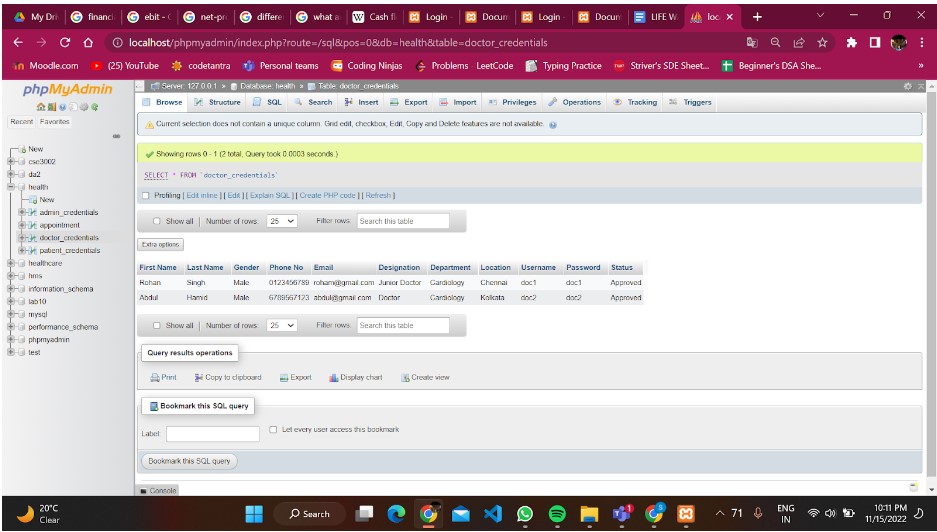 My Dri
financi
ebit - (
net-pro
differe
what a
Cash fl
Login -
Docum
Login -
Docum
LIFE W
loc
localhost/phpmyadmin/index.php?route=/sql&pos=0&db=health&table=doctor_credentials
Moodle.com
(25) YouTube
codetantra
Personal teams
Coding Ninjas
Problems - LeetCode
Typing Practice
Striver's SDE Sheet...
Beginner's DSA She...
phpMyAdmin
Recent Favorites
New
cse3002
da2
health
New
admin_credentials
appointment
doctor_credentials
patient_credentials
healthcare
hms
information_schema
lab10
mysql
performance_schema
phpmyadmin
test
Server: 127.0.0.1 » Database: health » Table: doctor_credentials
Browse Structure SQL Search Insert Export Import Privileges Operations Tracking Triggers
Current selection does not contain a unique column. Grid edit, checkbox, Edit, Copy and Delete features are not available.
Showing rows 0 - 1 (2 total, Query took 0.0003 seconds.)
SELECT * FROM `doctor_credentials`
Profiling [ Edit inline ] [ Edit ] [ Explain SQL ] [ Create PHP code ] [ Refresh ]
Show all | Number of rows: 25 Filter rows: Search this table
Extra options
First Name Last Name Gender Phone No Email Designation Department Location Username Password Status
Rohan Singh Male 0123456789 roham@gmail.com Junior Doctor Cardiology Chennai doc1 doc1 Approved
Abdul Hamid Male 6789567123 abdul@gmail.com Doctor Cardiology Kolkata doc2 doc2 Approved
Show all | Number of rows: 25 Filter rows: Search this table
Query results operations
Print Copy to clipboard Export Display chart Create view
Bookmark this SQL query
Label: Let every user access this bookmark
Bookmark this SQL query
Console
20°C
Clear
Search
71
ENG
IN
10:11 PM
11/15/2022